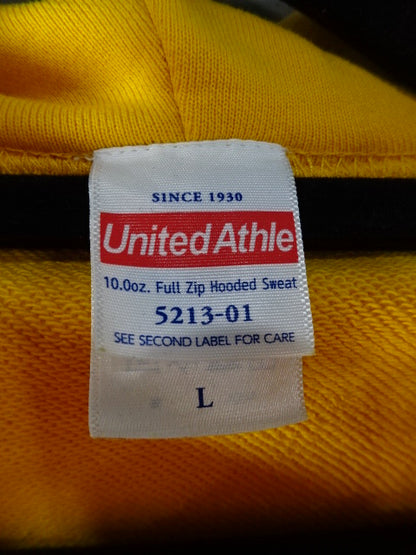 SINCE 1930
United Athle
10.0oz. Full Zip Hooded Sweat
5213-01
SEE SECOND LABEL FOR CARE
L